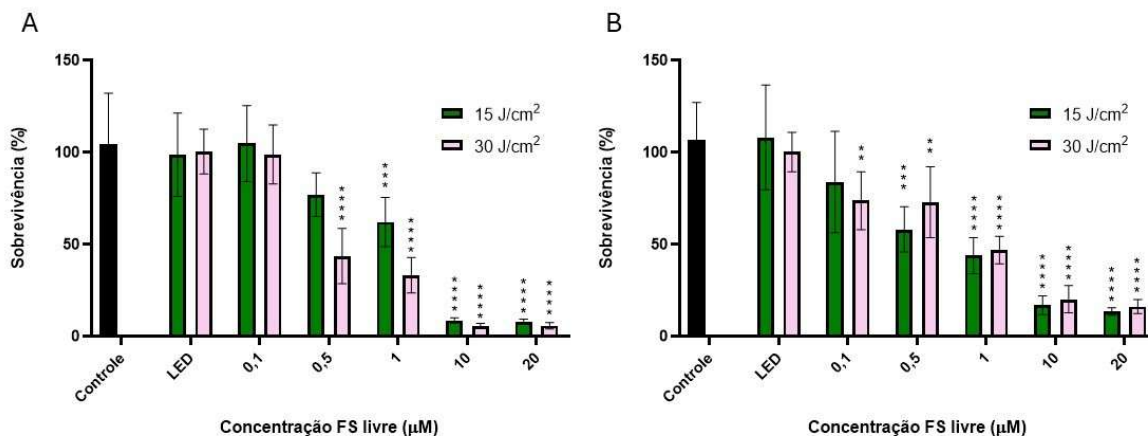 A
Sobrevivência (%)
150
100
50
0
15 J/cm²
30 J/cm²
****
***
****
****
****
****
****
Controle
LED
0,1
0,5
1
10
20
Concentração FS livre (µM)
B
Sobrevivência (%)
150
100
50
0
15 J/cm²
30 J/cm²
**
***
**
****
****
****
****
****
****
Controle
LED
0,1
0,5
1
10
20
Concentração FS livre (µM)